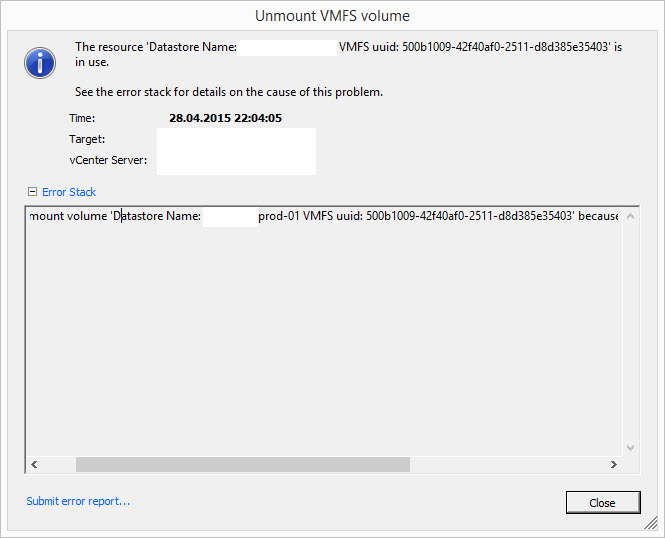 Unmount VMFS volume
The resource 'Datastore Name: VMFS uuid: 500b1009-42f40af0-2511-d8d385e35403' is
in use.
See the error stack for details on the cause of this problem.
Time: 28.04.2015 22:04:05
Target:
vCenter Server:
Error Stack
mount volume 'Datastore Name: prod-01 VMFS uuid: 500b1009-42f40af0-2511-d8d385e35403' because
Submit error report...
Close